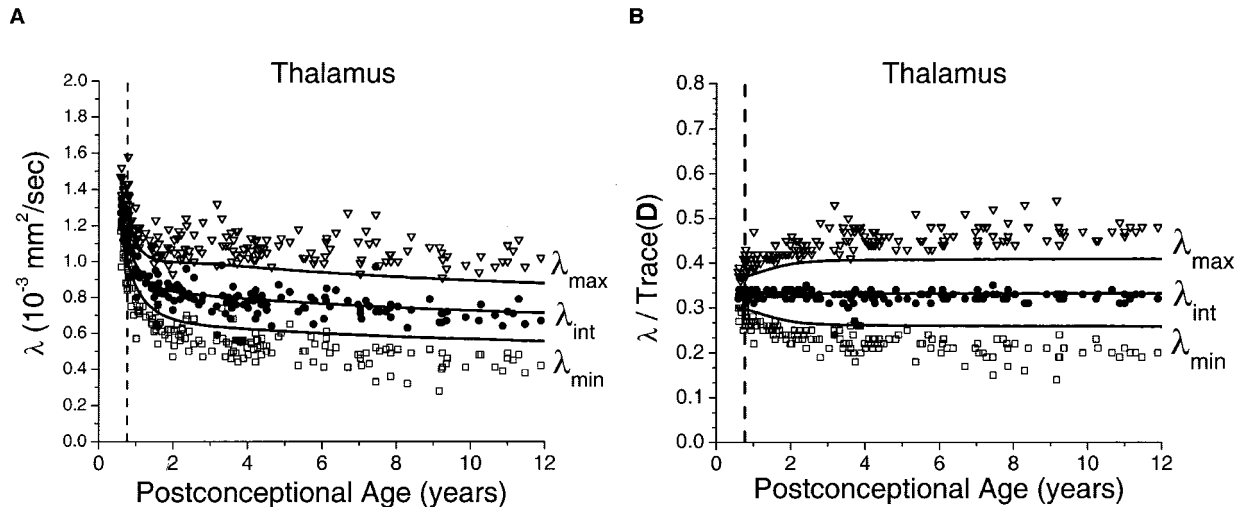 A
Thalamus
2.0
1.8
1.6
1.4
1.2
1.0
0.8
0.6
0.4
0.2
0.0
λ (10⁻³ mm²/sec)
0 2 4 6 8 10 12
Postconceptional Age (years)
λmax
λint
λmin
B
Thalamus
0.8
0.7
0.6
0.5
0.4
0.3
0.2
0.1
0.0
λ / Trace(D)
0 2 4 6 8 10 12
Postconceptional Age (years)
λmax
λint
λmin